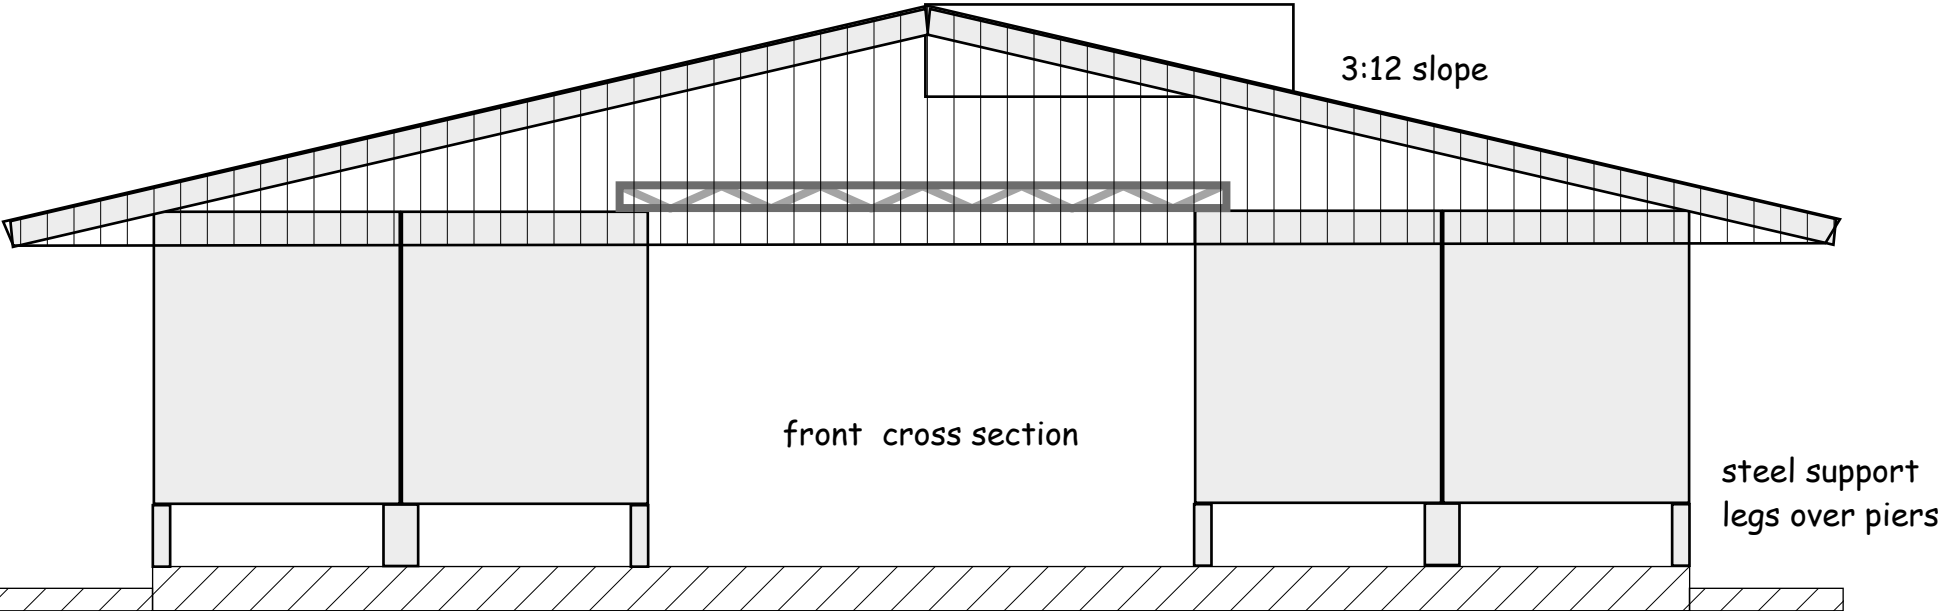 3:12 slope
front cross section
steel support
legs over piers